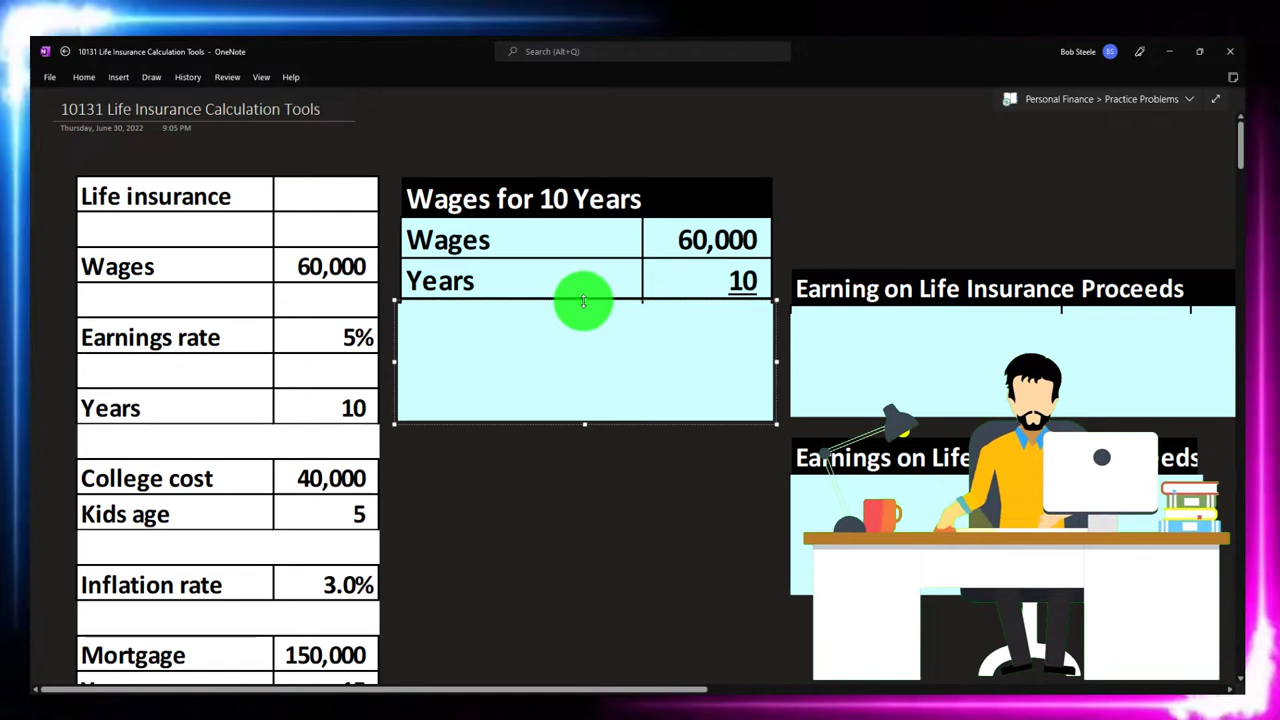 10131 Life Insurance Calculation Tools - OneNote
Search (Alt+Q)
Bob Steele
BS
File Home Insert Draw History Review View Help
10131 Life Insurance Calculation Tools
Thursday, June 30, 2022 9:05 PM
Personal Finance > Practice Problems
Life insurance
Wages 60,000
Earnings rate 5%
Years 10
College cost 40,000
Kids age 5
Inflation rate 3.0%
Mortgage 150,000
Wages for 10 Years
Wages 60,000
Years 10
Earning on Life Insurance Proceeds
Earnings on Life